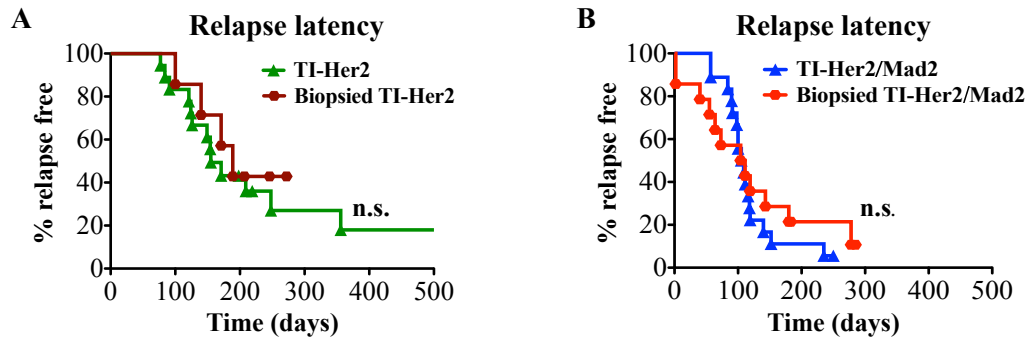 A
Relapse latency
% relapse free
100
80
60
40
20
0
TI-Her2
Biopsied TI-Her2
n.s.
0 100 200 300 400 500
Time (days)
B
Relapse latency
% relapse free
100
80
60
40
20
0
TI-Her2/Mad2
Biopsied TI-Her2/Mad2
n.s.
0 100 200 300 400 500
Time (days)